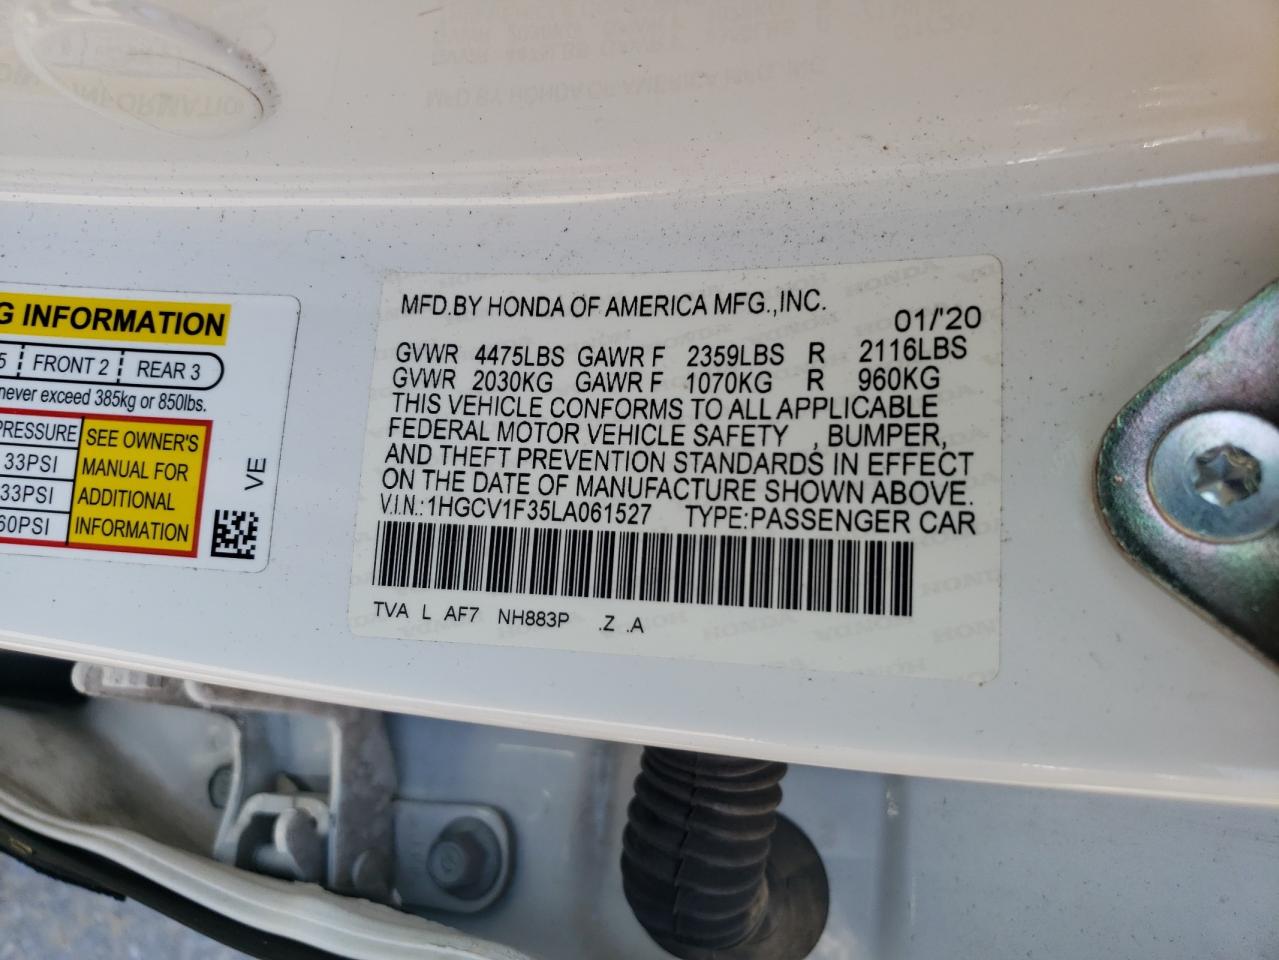 G INFORMATION
5 FRONT 2 REAR 3
never exceed 385kg or 850lbs.
PRESSURE
33PSI
33PSI
60PSI
SEE OWNER'S
MANUAL FOR
ADDITIONAL
INFORMATION
VE
MFD.BY HONDA OF AMERICA MFG.,INC. 01/'20
GVWR 4475LBS GAWR F 2359LBS R 2116LBS
GVWR 2030KG GAWR F 1070KG R 960KG
THIS VEHICLE CONFORMS TO ALL APPLICABLE
FEDERAL MOTOR VEHICLE SAFETY , BUMPER,
AND THEFT PREVENTION STANDARDS IN EFFECT
ON THE DATE OF MANUFACTURE SHOWN ABOVE.
V.I.N.:1HGCV1F35LA061527 TYPE:PASSENGER CAR
TVA L AF7 NH883P .Z .A